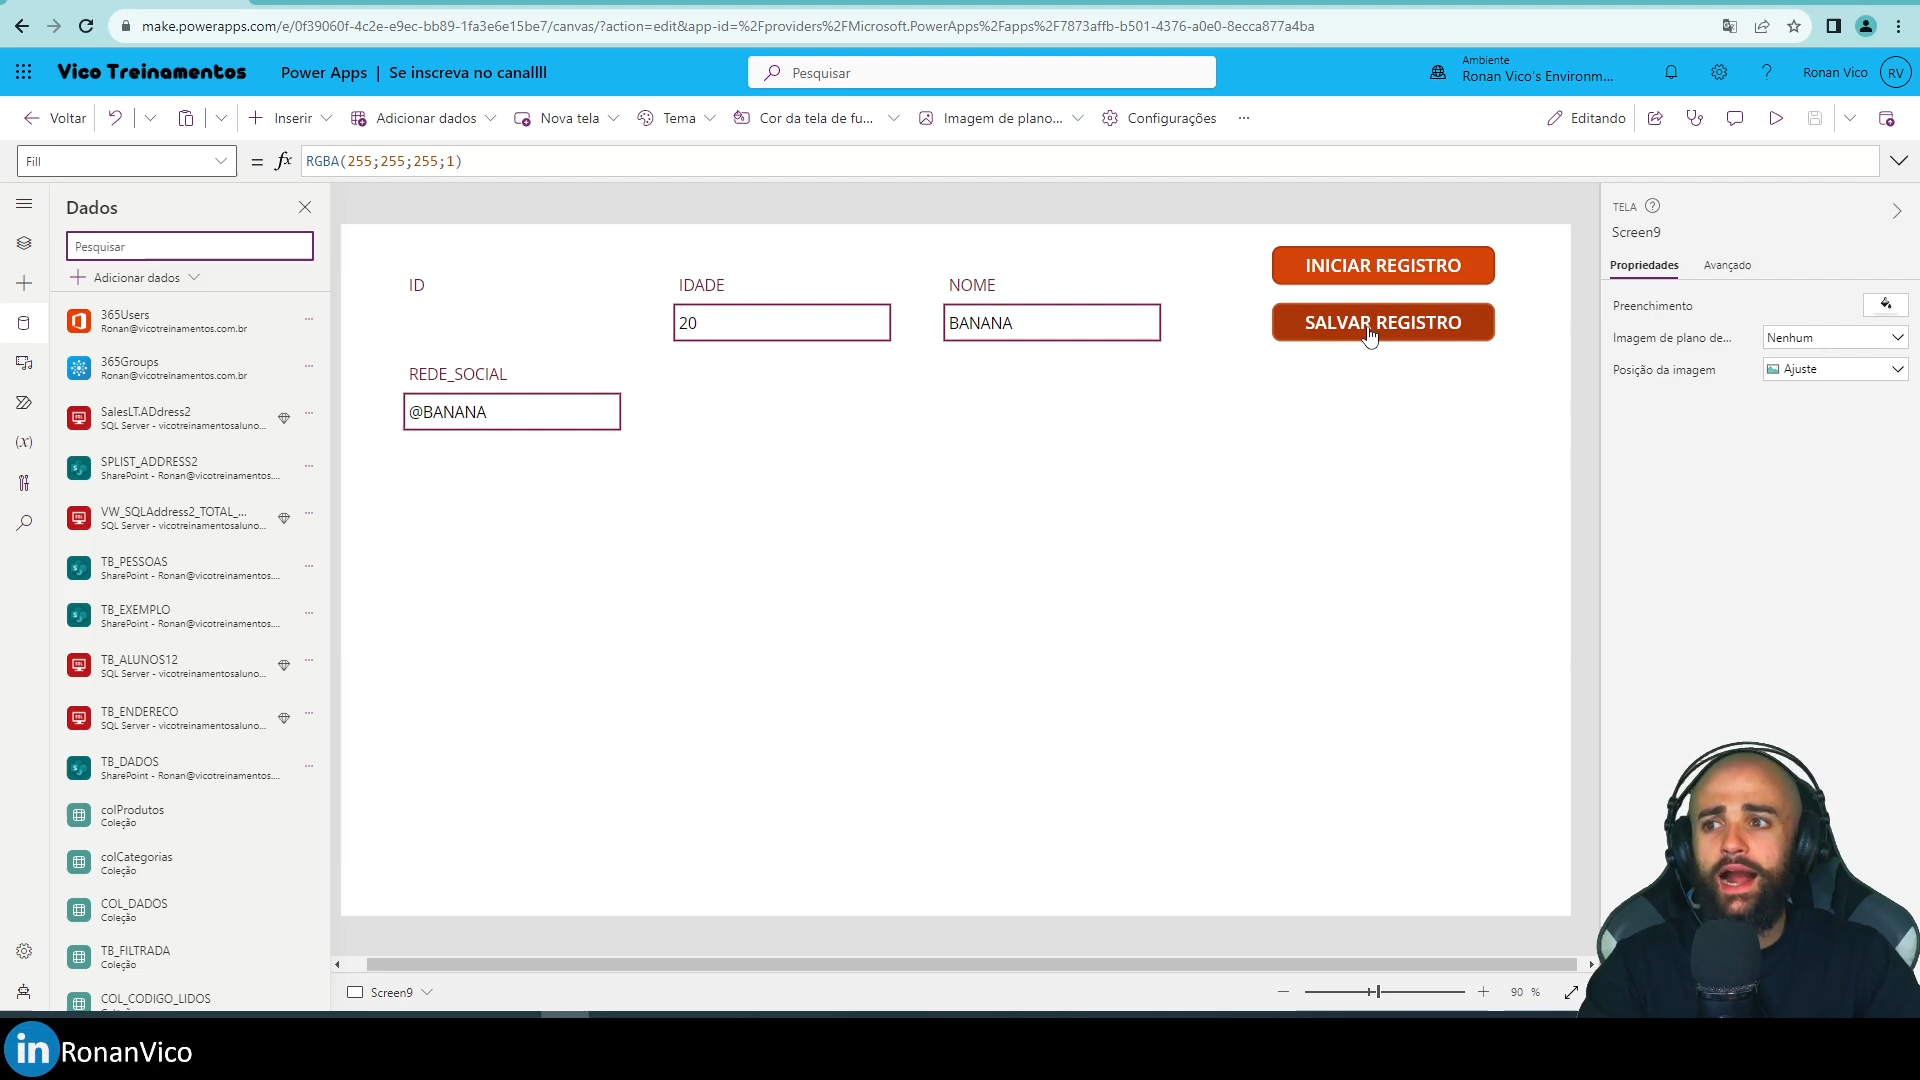 make.powerapps.com/e/0f39060f-4c2e-e9ec-bb89-1fa3e6e15be7/canvas/?action=edit&app-id=%2Fproviders%2FMicrosoft.PowerApps%2Fapps%2F7873affb-b501-4376-a0e0-8ecca877a4ba
Vico Treinamentos
Power Apps | Se inscreva no canallll
Pesquisar
Ambiente
Ronan Vico's Environm...
Ronan Vico
RV
Voltar
Inserir
Adicionar dados
Nova tela
Tema
Cor da tela de fu...
Imagem de plano...
Configurações
Editando
Fill
= fx
RGBA(255;255;255;1)
Dados
Pesquisar
Adicionar dados
365Users
Ronan@vicotreinamentos.com.br
365Groups
Ronan@vicotreinamentos.com.br
SalesLT.ADdress2
SQL Server - vicotreinamentosaluno...
SPLIST_ADDRESS2
SharePoint - Ronan@vicotreinamentos....
VW_SQLAddress2_TOTAL_...
SQL Server - vicotreinamentosaluno...
TB_PESSOAS
SharePoint - Ronan@vicotreinamentos....
TB_EXEMPLO
SharePoint - Ronan@vicotreinamentos....
TB_ALUNOS12
SQL Server - vicotreinamentosaluno...
TB_ENDERECO
SQL Server - vicotreinamentosaluno...
TB_DADOS
SharePoint - Ronan@vicotreinamentos....
colProdutos
Coleção
colCategorias
Coleção
COL_DADOS
Coleção
TB_FILTRADA
Coleção
COL_CODIGO_LIDOS
ID
IDADE
20
NOME
BANANA
REDE_SOCIAL
@BANANA
INICIAR REGISTRO
SALVAR REGISTRO
TELA
Screen9
Propriedades
Avançado
Preenchimento
Imagem de plano de...
Nenhum
Posição da imagem
Ajuste
Screen9
90 %
in RonanVico